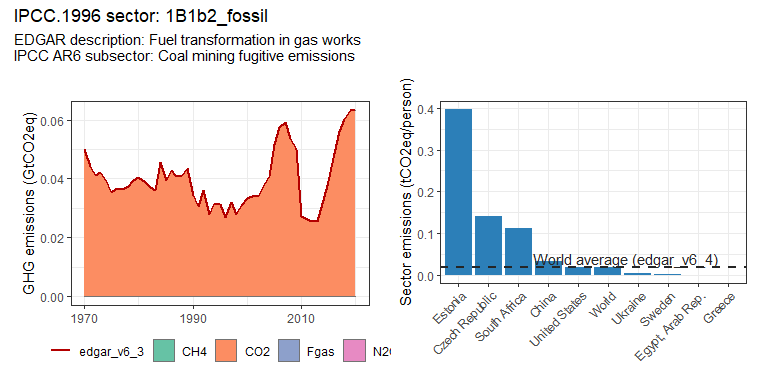 IPCC.1996 sector: 1B1b2_fossil
EDGAR description: Fuel transformation in gas works
IPCC AR6 subsector: Coal mining fugitive emissions
GHG emissions (GtCO2eq)
0.06
0.04
0.02
0.00
1970
1990
2010
edgar_v6_3
CH4
CO2
Fgas
N2
Sector emissions (tCO2eq/person)
0.4
0.3
0.2
0.1
0.0
World average (edgar_v6_4)
Estonia
Czech Republic
South Africa
China
United States
World
Ukraine
Sweden
Egypt, Arab Rep.
Greece